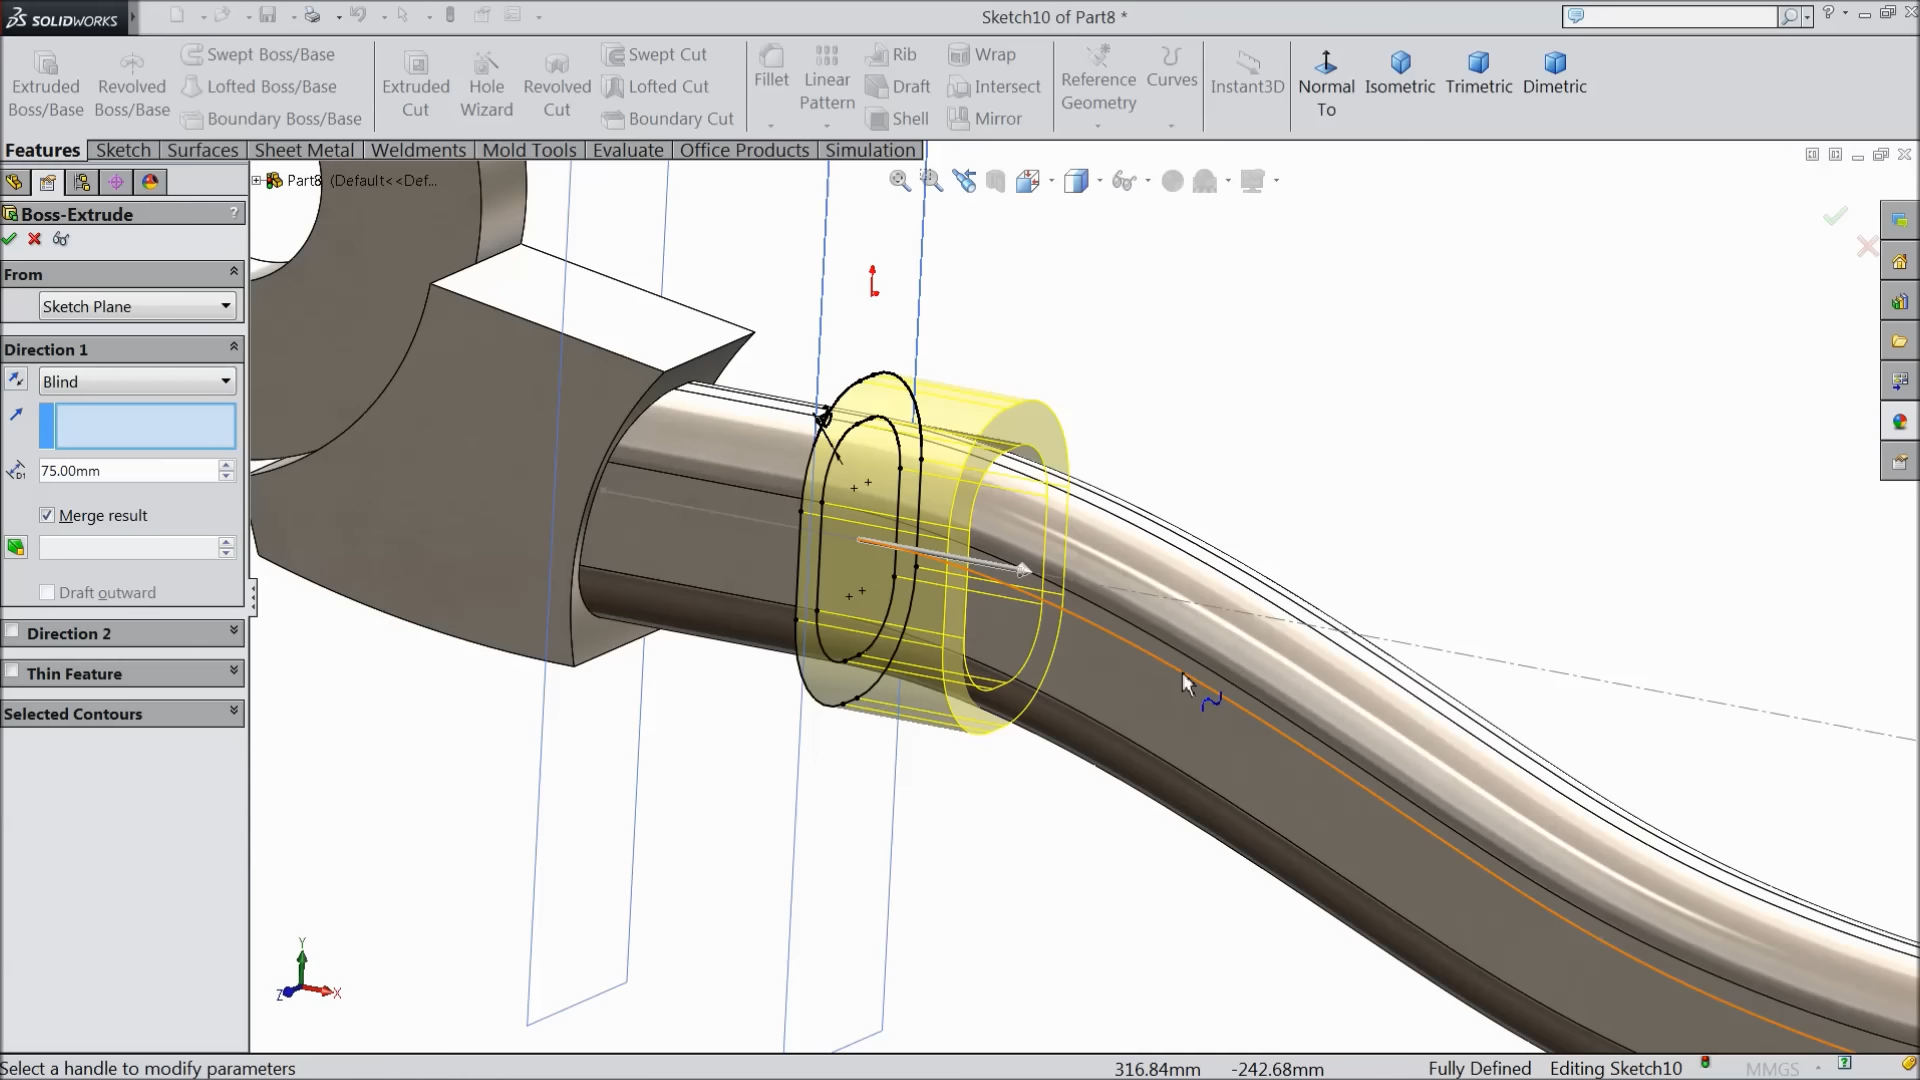 SOLIDWORKS
Sketch10 of Part8 *
Extruded Boss/Base
Revolved Boss/Base
Swept Boss/Base
Lofted Boss/Base
Boundary Boss/Base
Extruded Cut
Hole Wizard
Revolved Cut
Swept Cut
Lofted Cut
Boundary Cut
Fillet
Linear Pattern
Rib
Draft
Shell
Wrap
Intersect
Mirror
Reference Geometry
Curves
Instant3D
Normal To
Isometric
Trimetric
Dimetric
Features
Sketch
Surfaces
Sheet Metal
Weldments
Mold Tools
Evaluate
Office Products
Simulation
Part8 (Default<<Def...
Boss-Extrude
?
From
Sketch Plane
Direction 1
Blind
D1
75.00mm
Merge result
Draft outward
Direction 2
Thin Feature
Selected Contours
Y
Z
X
Select a handle to modify parameters
316.84mm
-242.68mm
Fully Defined
Editing Sketch10
MMGS